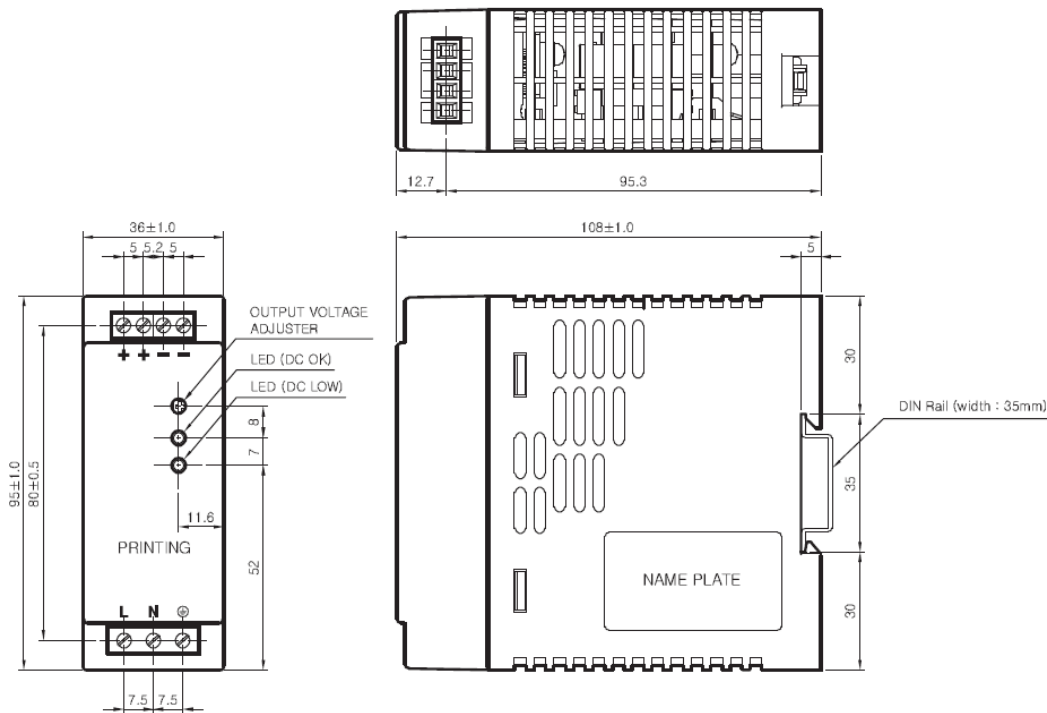 12.7
95.3
36±1.0
5 5.2 5
108±1.0
5
OUTPUT VOLTAGE
ADJUSTER
LED (DC OK)
LED (DC LOW)
+ + − −
8
7
95±1.0
80±0.5
11.6
PRINTING
52
L N ⏚
7.5 7.5
30
DIN Rail (width : 35mm)
35
30
NAME PLATE